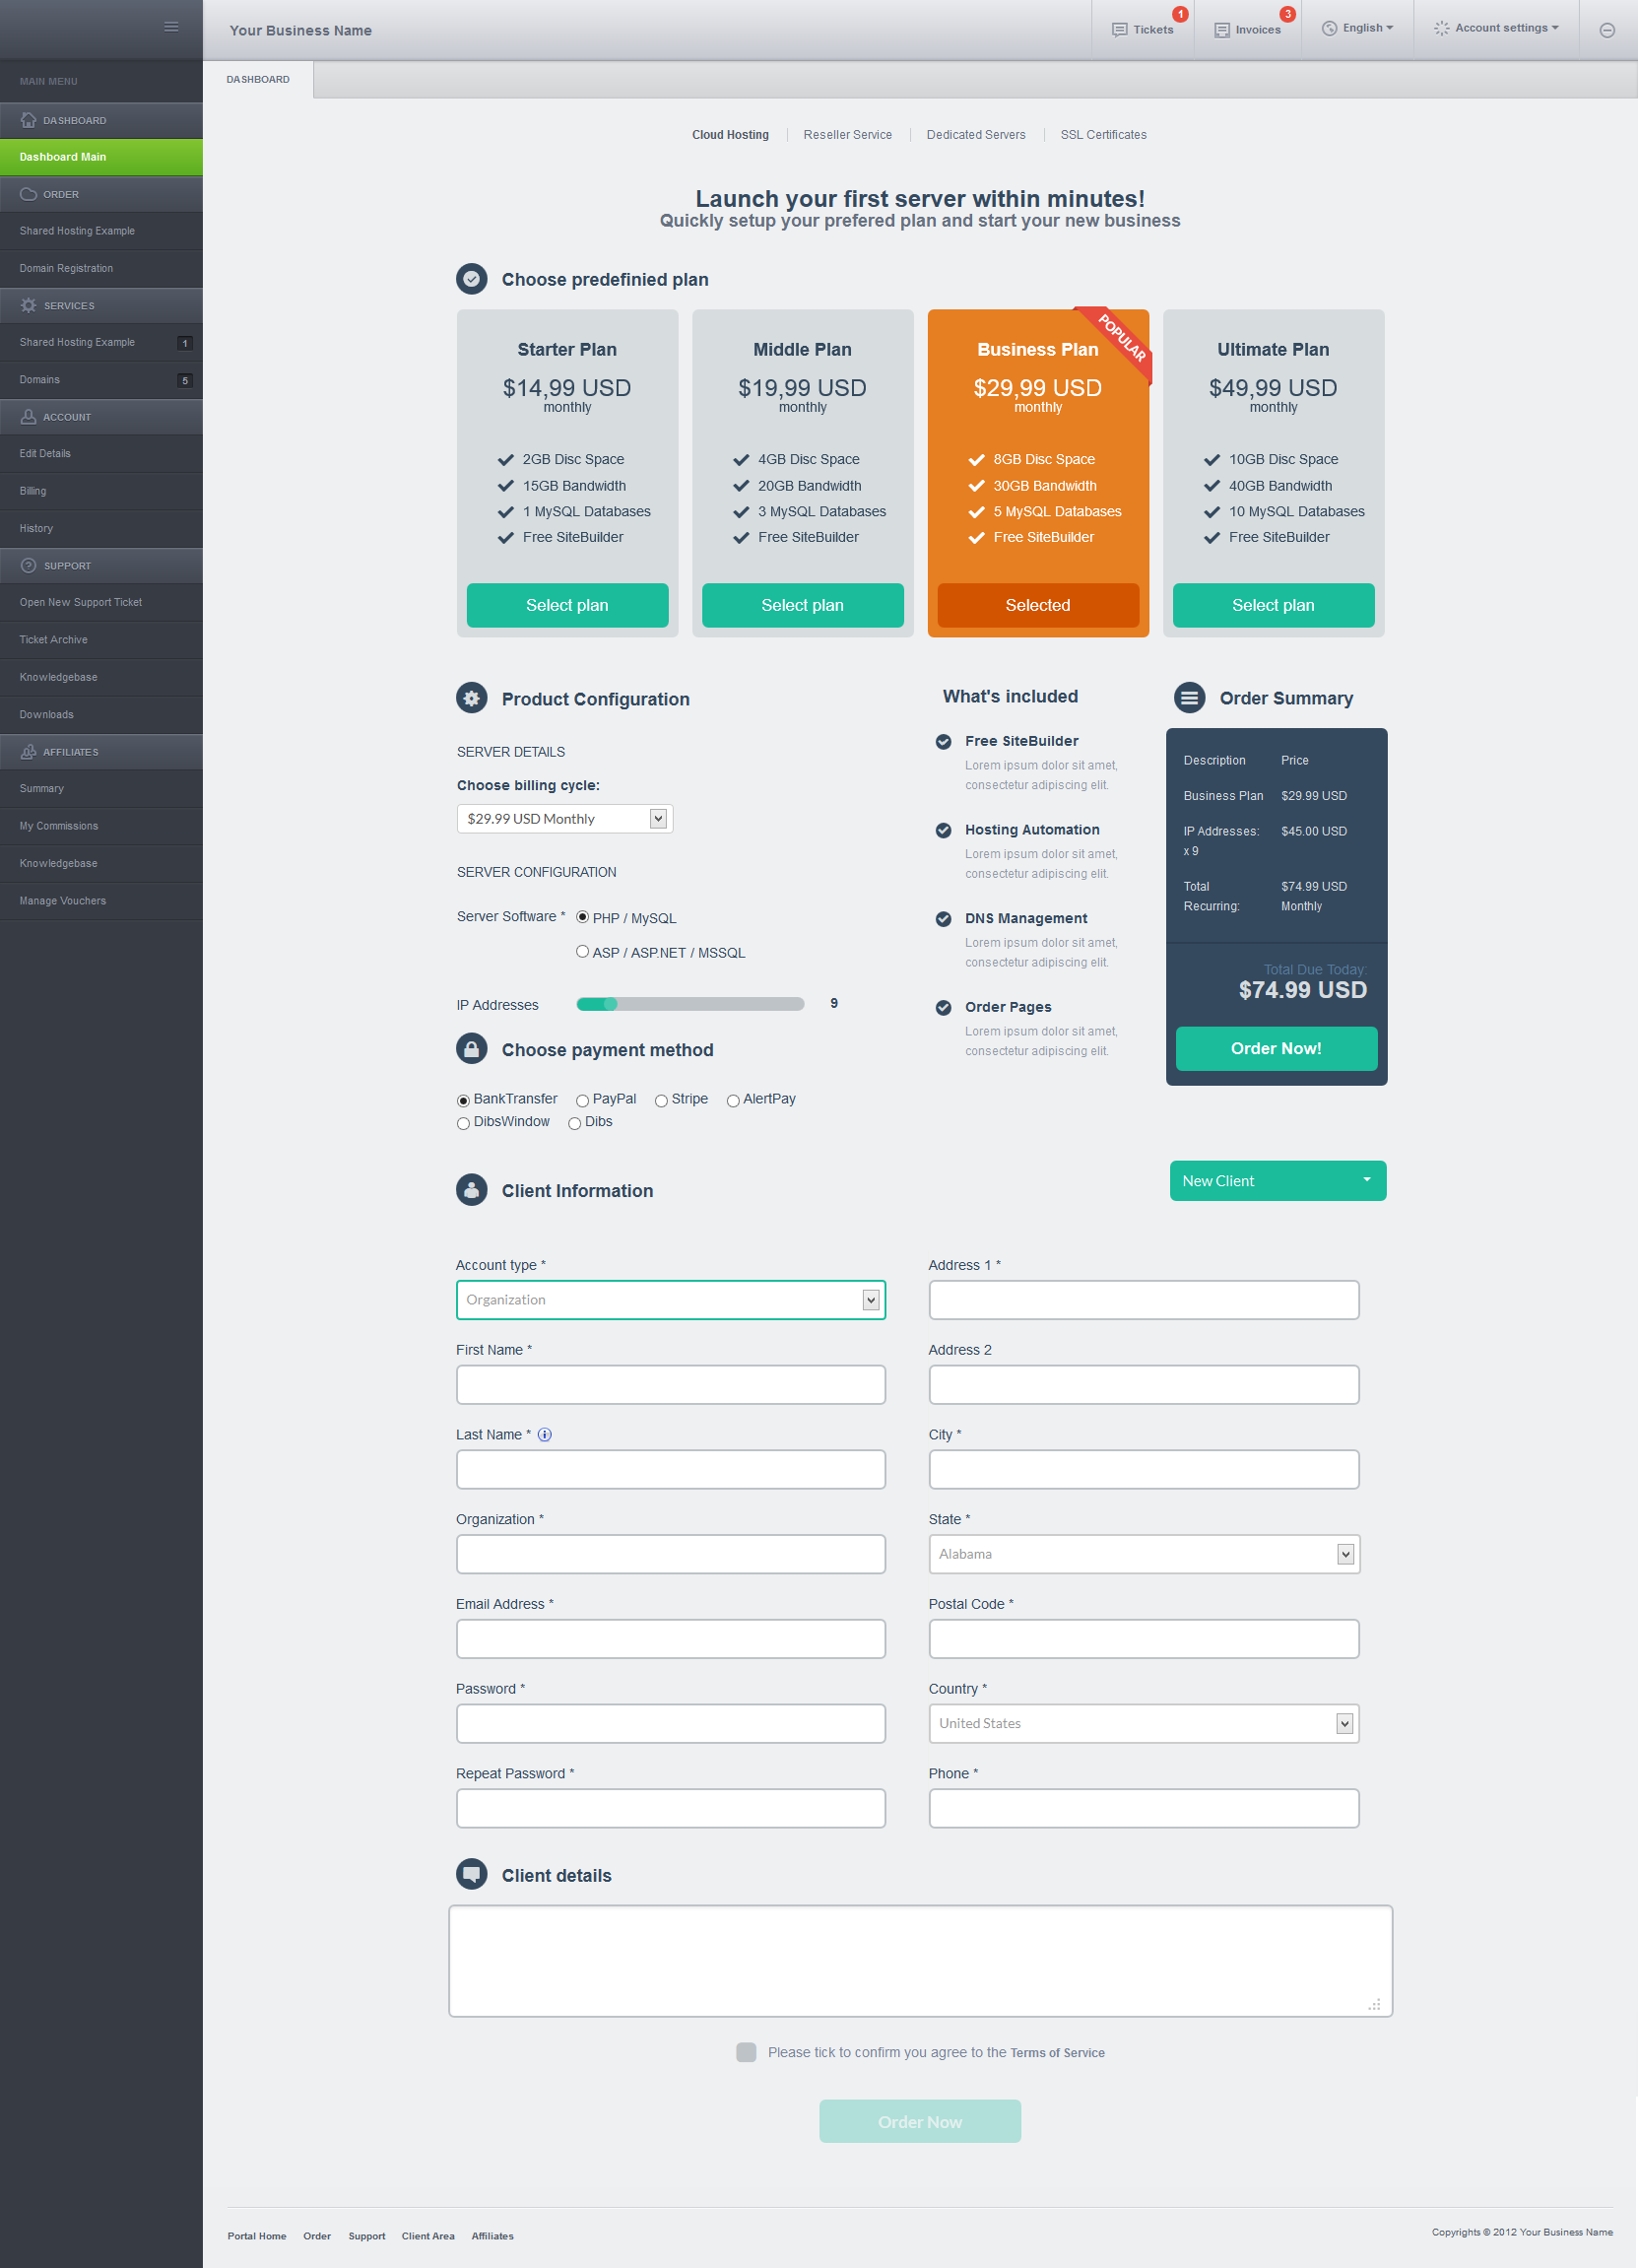 Your Business Name
1
Tickets
3
Invoices
English
Account settings
MAIN MENU
DASHBOARD
Dashboard Main
ORDER
Shared Hosting Example
Domain Registration
SERVICES
Shared Hosting Example 1
Domains 5
ACCOUNT
Edit Details
Billing
History
SUPPORT
Open New Support Ticket
Ticket Archive
Knowledgebase
Downloads
AFFILIATES
Summary
My Commissions
Knowledgebase
Manage Vouchers
DASHBOARD
Cloud Hosting Reseller Service Dedicated Servers SSL Certificates
Launch your first server within minutes!
Quickly setup your prefered plan and start your new business
Choose predefinied plan
Starter Plan
$14,99 USD
monthly
2GB Disc Space
15GB Bandwidth
1 MySQL Databases
Free SiteBuilder
Select plan
Middle Plan
$19,99 USD
monthly
4GB Disc Space
20GB Bandwidth
3 MySQL Databases
Free SiteBuilder
Select plan
POPULAR
Business Plan
$29,99 USD
monthly
8GB Disc Space
30GB Bandwidth
5 MySQL Databases
Free SiteBuilder
Selected
Ultimate Plan
$49,99 USD
monthly
10GB Disc Space
40GB Bandwidth
10 MySQL Databases
Free SiteBuilder
Select plan
Product Configuration
SERVER DETAILS
Choose billing cycle:
$29.99 USD Monthly
SERVER CONFIGURATION
Server Software * PHP / MySQL
ASP / ASP.NET / MSSQL
IP Addresses 9
Choose payment method
BankTransfer PayPal Stripe AlertPay
DibsWindow Dibs
What's included
Free SiteBuilder
Lorem ipsum dolor sit amet,
consectetur adipiscing elit.
Hosting Automation
Lorem ipsum dolor sit amet,
consectetur adipiscing elit.
DNS Management
Lorem ipsum dolor sit amet,
consectetur adipiscing elit.
Order Pages
Lorem ipsum dolor sit amet,
consectetur adipiscing elit.
Order Summary
Description Price
Business Plan $29.99 USD
IP Addresses: $45.00 USD
x 9
Total $74.99 USD
Recurring: Monthly
Total Due Today:
$74.99 USD
Order Now!
Client Information
New Client
Account type *
Organization
First Name *
Last Name *
Organization *
Email Address *
Password *
Repeat Password *
Address 1 *
Address 2
City *
State *
Alabama
Postal Code *
Country *
United States
Phone *
Client details
Please tick to confirm you agree to the Terms of Service
Order Now
Portal Home Order Support Client Area Affiliates
Copyrights © 2012 Your Business Name